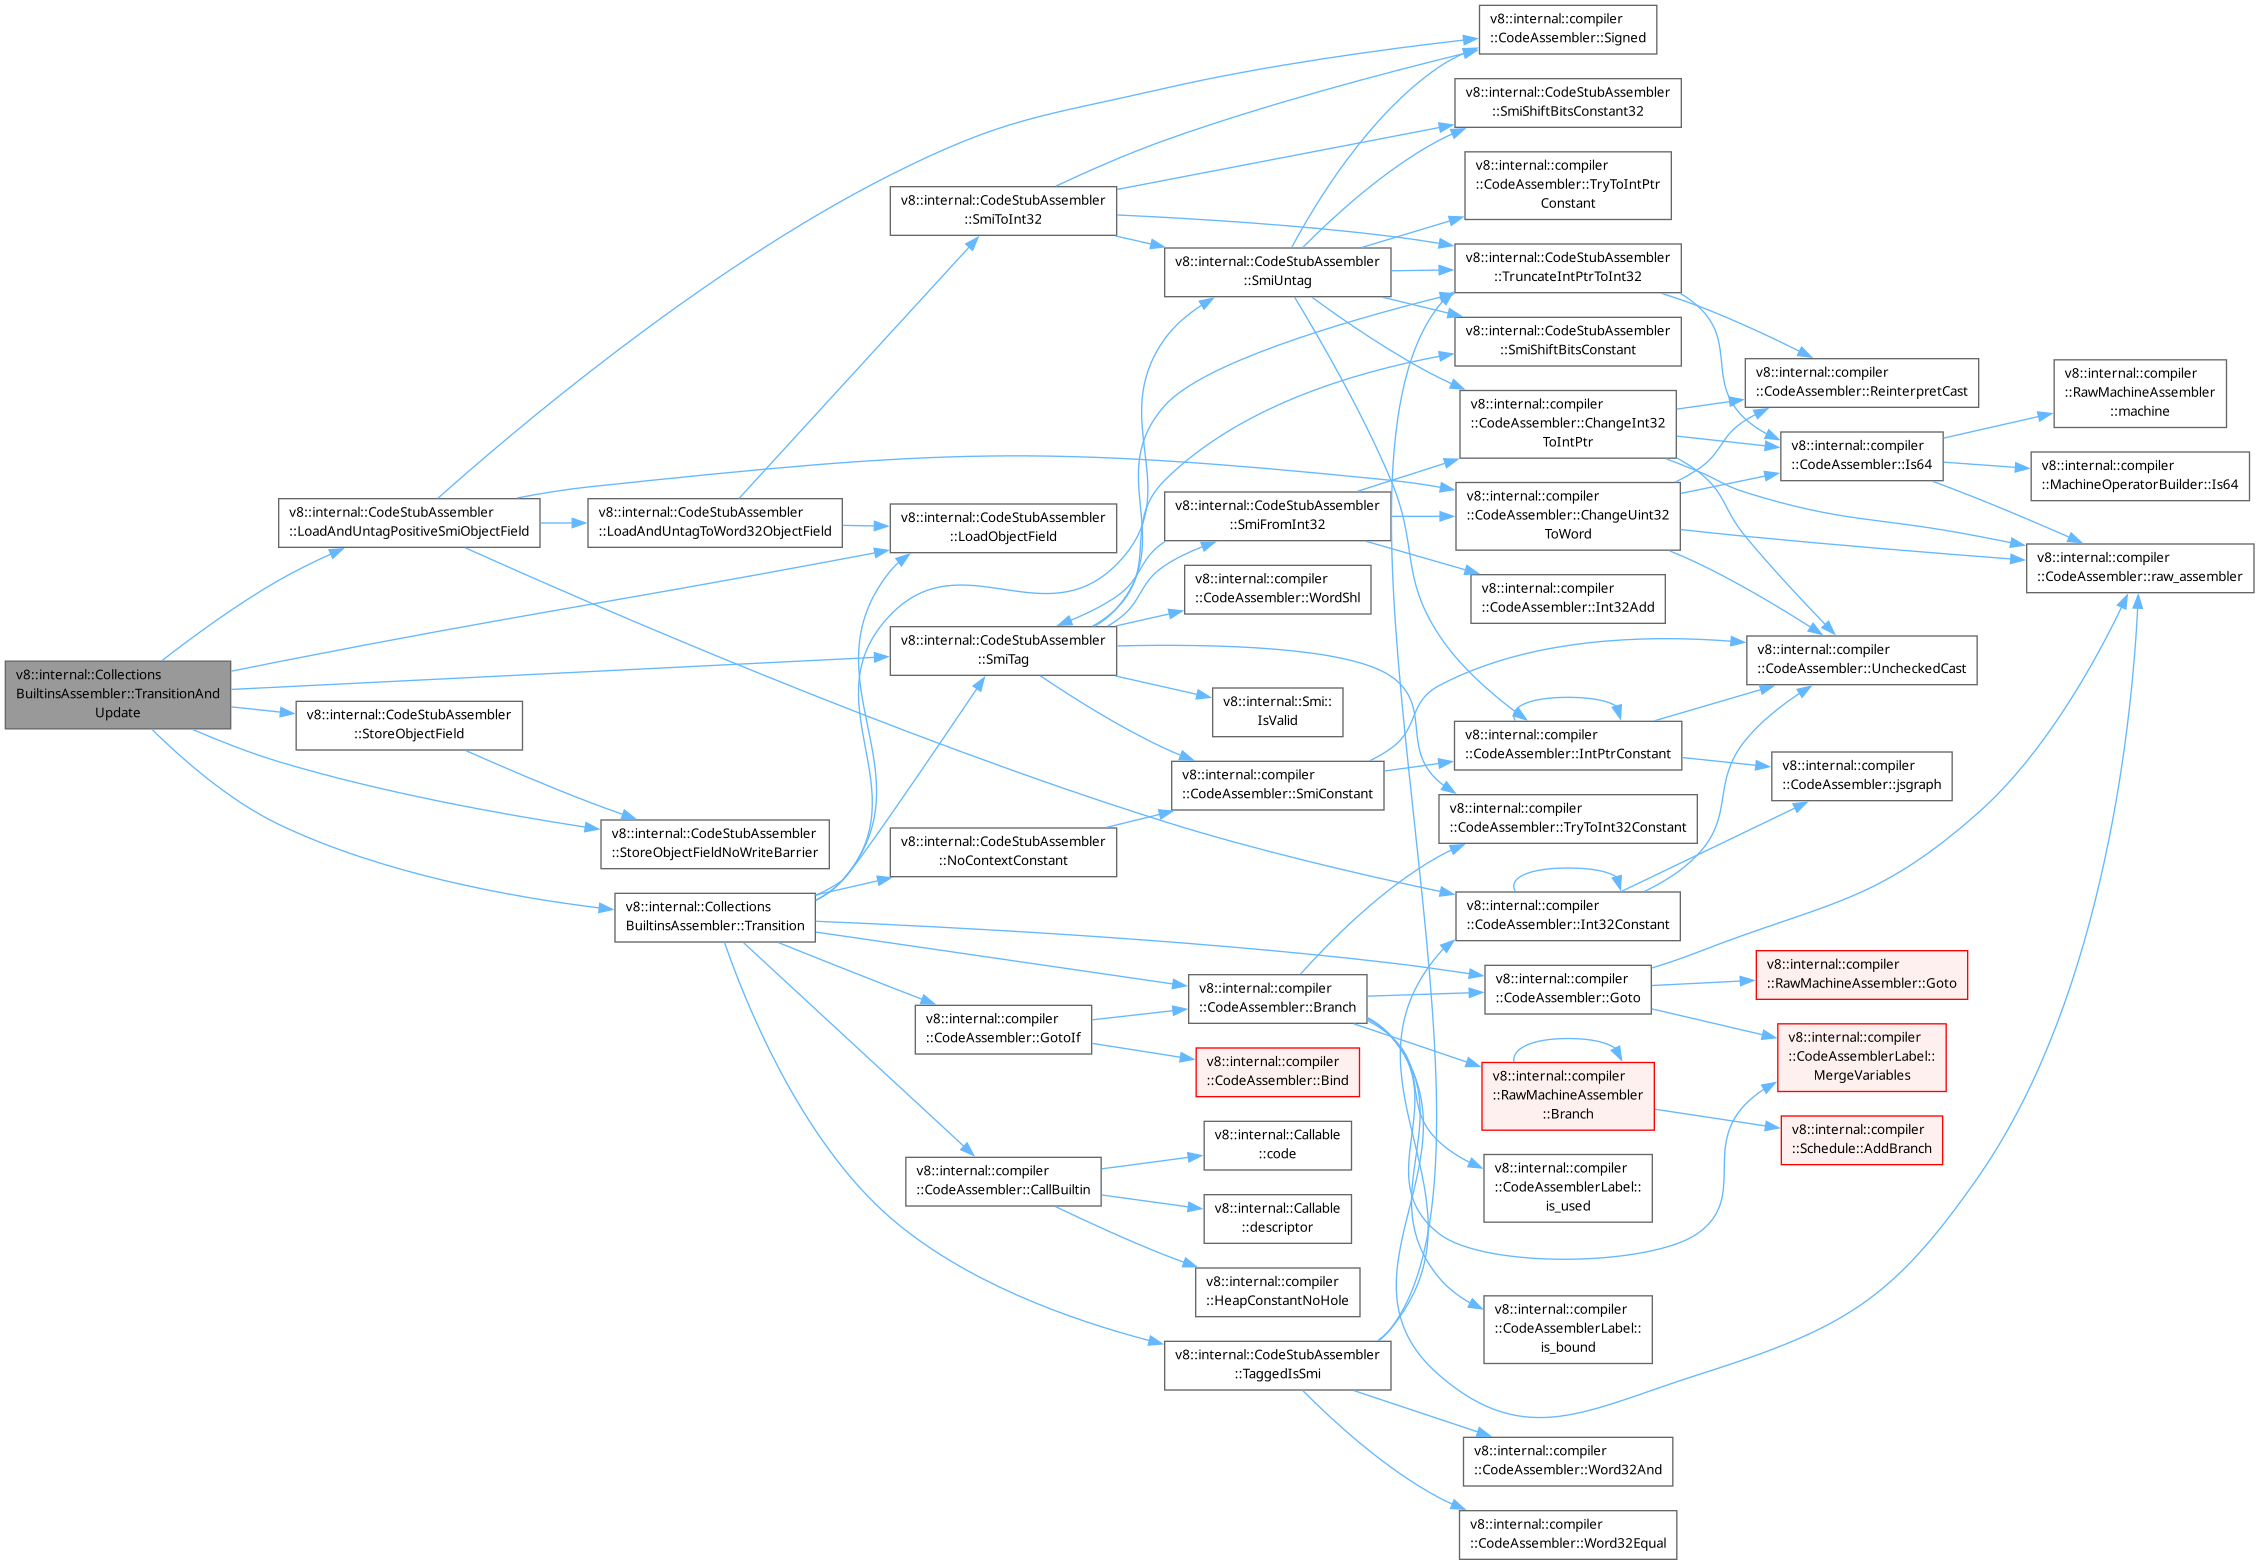 v8::internal::Collections
BuiltinsAssembler::TransitionAnd
Update
v8::internal::CodeStubAssembler
::LoadAndUntagPositiveSmiObjectField
v8::internal::CodeStubAssembler
::StoreObjectField
v8::internal::CodeStubAssembler
::LoadAndUntagToWord32ObjectField
v8::internal::CodeStubAssembler
::StoreObjectFieldNoWriteBarrier
v8::internal::Collections
BuiltinsAssembler::Transition
v8::internal::CodeStubAssembler
::SmiToInt32
v8::internal::CodeStubAssembler
::LoadObjectField
v8::internal::CodeStubAssembler
::SmiTag
v8::internal::CodeStubAssembler
::NoContextConstant
v8::internal::compiler
::CodeAssembler::GotoIf
v8::internal::compiler
::CodeAssembler::CallBuiltin
v8::internal::CodeStubAssembler
::SmiUntag
v8::internal::CodeStubAssembler
::SmiFromInt32
v8::internal::compiler
::CodeAssembler::WordShl
v8::internal::Smi::
IsValid
v8::internal::compiler
::CodeAssembler::SmiConstant
v8::internal::compiler
::CodeAssembler::Branch
v8::internal::compiler
::CodeAssembler::Bind
v8::internal::Callable
::code
v8::internal::Callable
::descriptor
v8::internal::compiler
::HeapConstantNoHole
v8::internal::CodeStubAssembler
::TaggedIsSmi
v8::internal::compiler
::CodeAssembler::Signed
v8::internal::CodeStubAssembler
::SmiShiftBitsConstant32
v8::internal::compiler
::CodeAssembler::TryToIntPtr
Constant
v8::internal::CodeStubAssembler
::TruncateIntPtrToInt32
v8::internal::CodeStubAssembler
::SmiShiftBitsConstant
v8::internal::compiler
::CodeAssembler::ChangeInt32
ToIntPtr
v8::internal::compiler
::CodeAssembler::ChangeUint32
ToWord
v8::internal::compiler
::CodeAssembler::Int32Add
v8::internal::compiler
::CodeAssembler::IntPtrConstant
v8::internal::compiler
::CodeAssembler::TryToInt32Constant
v8::internal::compiler
::CodeAssembler::Int32Constant
v8::internal::compiler
::CodeAssembler::Goto
v8::internal::compiler
::RawMachineAssembler
::Branch
v8::internal::compiler
::CodeAssemblerLabel::
is_used
v8::internal::compiler
::CodeAssemblerLabel::
is_bound
v8::internal::compiler
::CodeAssembler::Word32And
v8::internal::compiler
::CodeAssembler::Word32Equal
v8::internal::compiler
::CodeAssembler::ReinterpretCast
v8::internal::compiler
::CodeAssembler::Is64
v8::internal::compiler
::CodeAssembler::UncheckedCast
v8::internal::compiler
::CodeAssembler::jsgraph
v8::internal::compiler
::RawMachineAssembler::Goto
v8::internal::compiler
::CodeAssemblerLabel::
MergeVariables
v8::internal::compiler
::Schedule::AddBranch
v8::internal::compiler
::RawMachineAssembler
::machine
v8::internal::compiler
::MachineOperatorBuilder::Is64
v8::internal::compiler
::CodeAssembler::raw_assembler